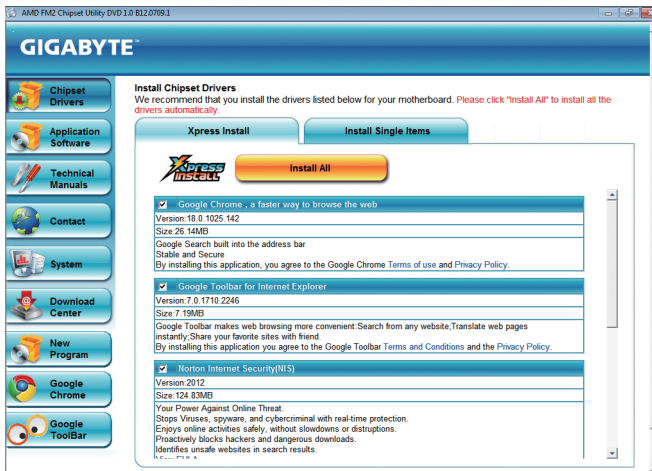 AMD FM2 Chipset Utility DVD 1.0 B12.0709.1
GIGABYTE™
Chipset
Drivers
Application
Software
Technical
Manuals
Contact
System
Download
Center
New
Program
Google
Chrome
Google
ToolBar
Install Chipset Drivers
We recommend that you install the drivers listed below for your motherboard. Please click "Install All" to install all the
drivers automatically.
Xpress Install
Install Single Items
Xpress
Install
Install All
Google Chrome , a faster way to browse the web
Version:18.0.1025.142
Size:26.14MB
Google Search built into the address bar
Stable and Secure
By installing this application, you agree to the Google Chrome Terms of use and Privacy Policy.
Google Toolbar for Internet Explorer
Version:7.0.1710.2246
Size:7.19MB
Google Toolbar makes web browsing more convenient:Search from any website;Translate web pages
instantly;Share your favorite sites with friend.
By installing this application you agree to the Google Toolbar Terms and Conditions and the Privacy Policy.
Norton Internet Security(NIS)
Version:2012
Size:124.83MB
Your Power Against Online Threat.
Stops Viruses, spyware, and cybercriminal with real-time protection.
Enjoys online activities safely, without slowdowns or distruptions.
Proactively blocks hackers and dangerous downloads.
Identifies unsafe websites in search results.
View EULA